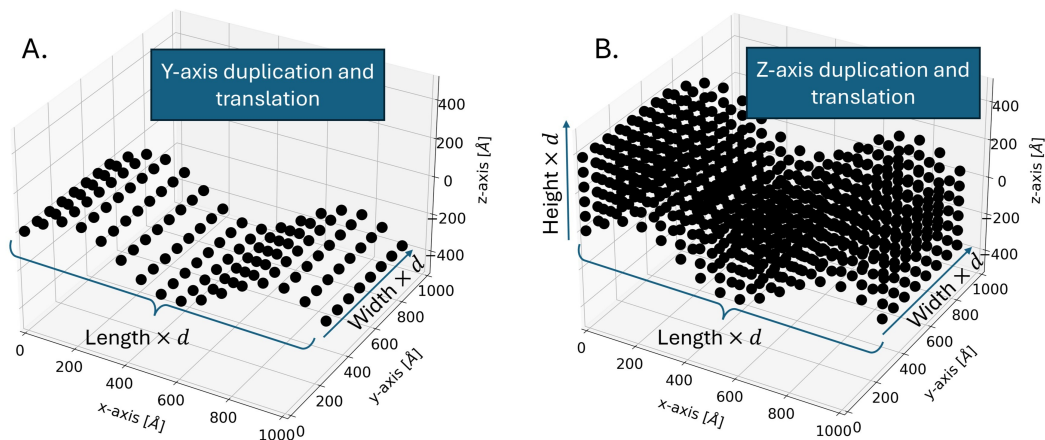 A.
Y-axis duplication and
translation
400
200
0
−200
−400
z-axis [Å]
Width × d
Length × d
0
200
400
600
800
1000
x-axis [Å]
0
200
400
600
800
1000
y-axis [Å]
B.
Z-axis duplication and
translation
400
200
0
−200
−400
z-axis [Å]
Height × d
Width × d
Length × d
0
200
400
600
800
1000
x-axis [Å]
0
200
400
600
800
1000
y-axis [Å]